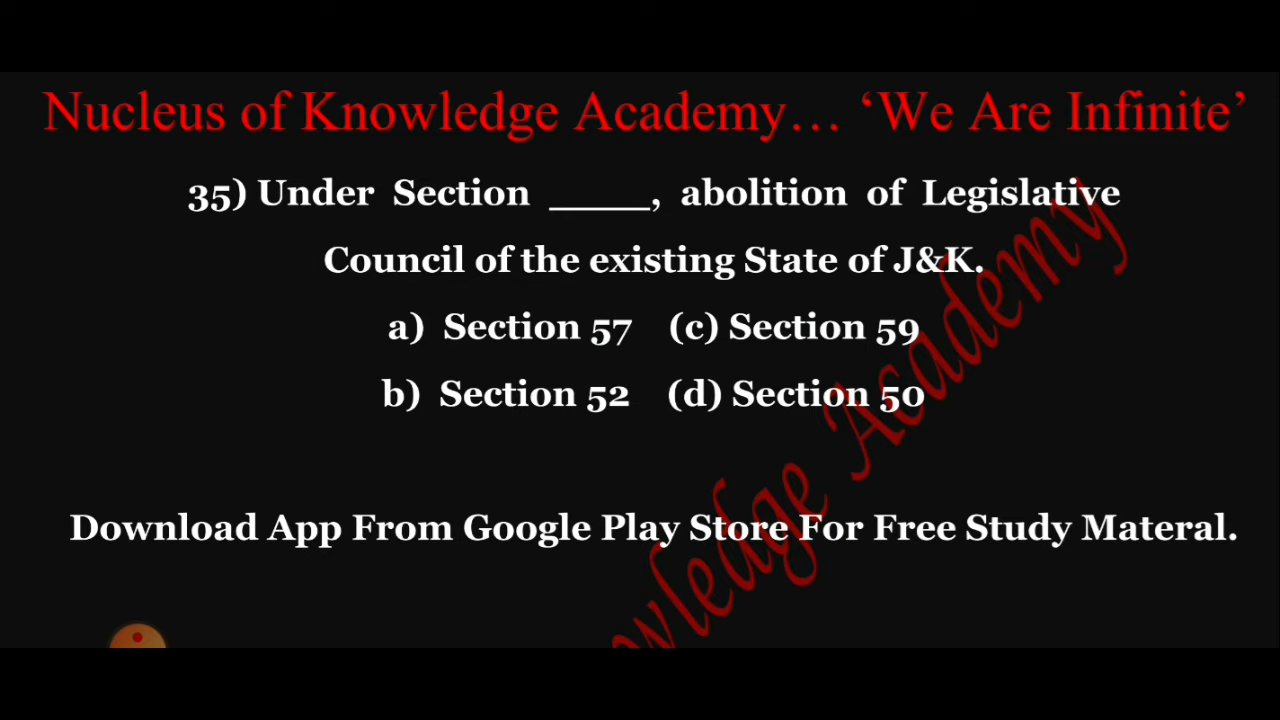 Nucleus of Knowledge Academy… ‘We Are Infinite’
35) Under Section _____, abolition of Legislative
Council of the existing State of J&K.
a) Section 57 (c) Section 59
b) Section 52 (d) Section 50
Download App From Google Play Store For Free Study Materal.
owledge Academy